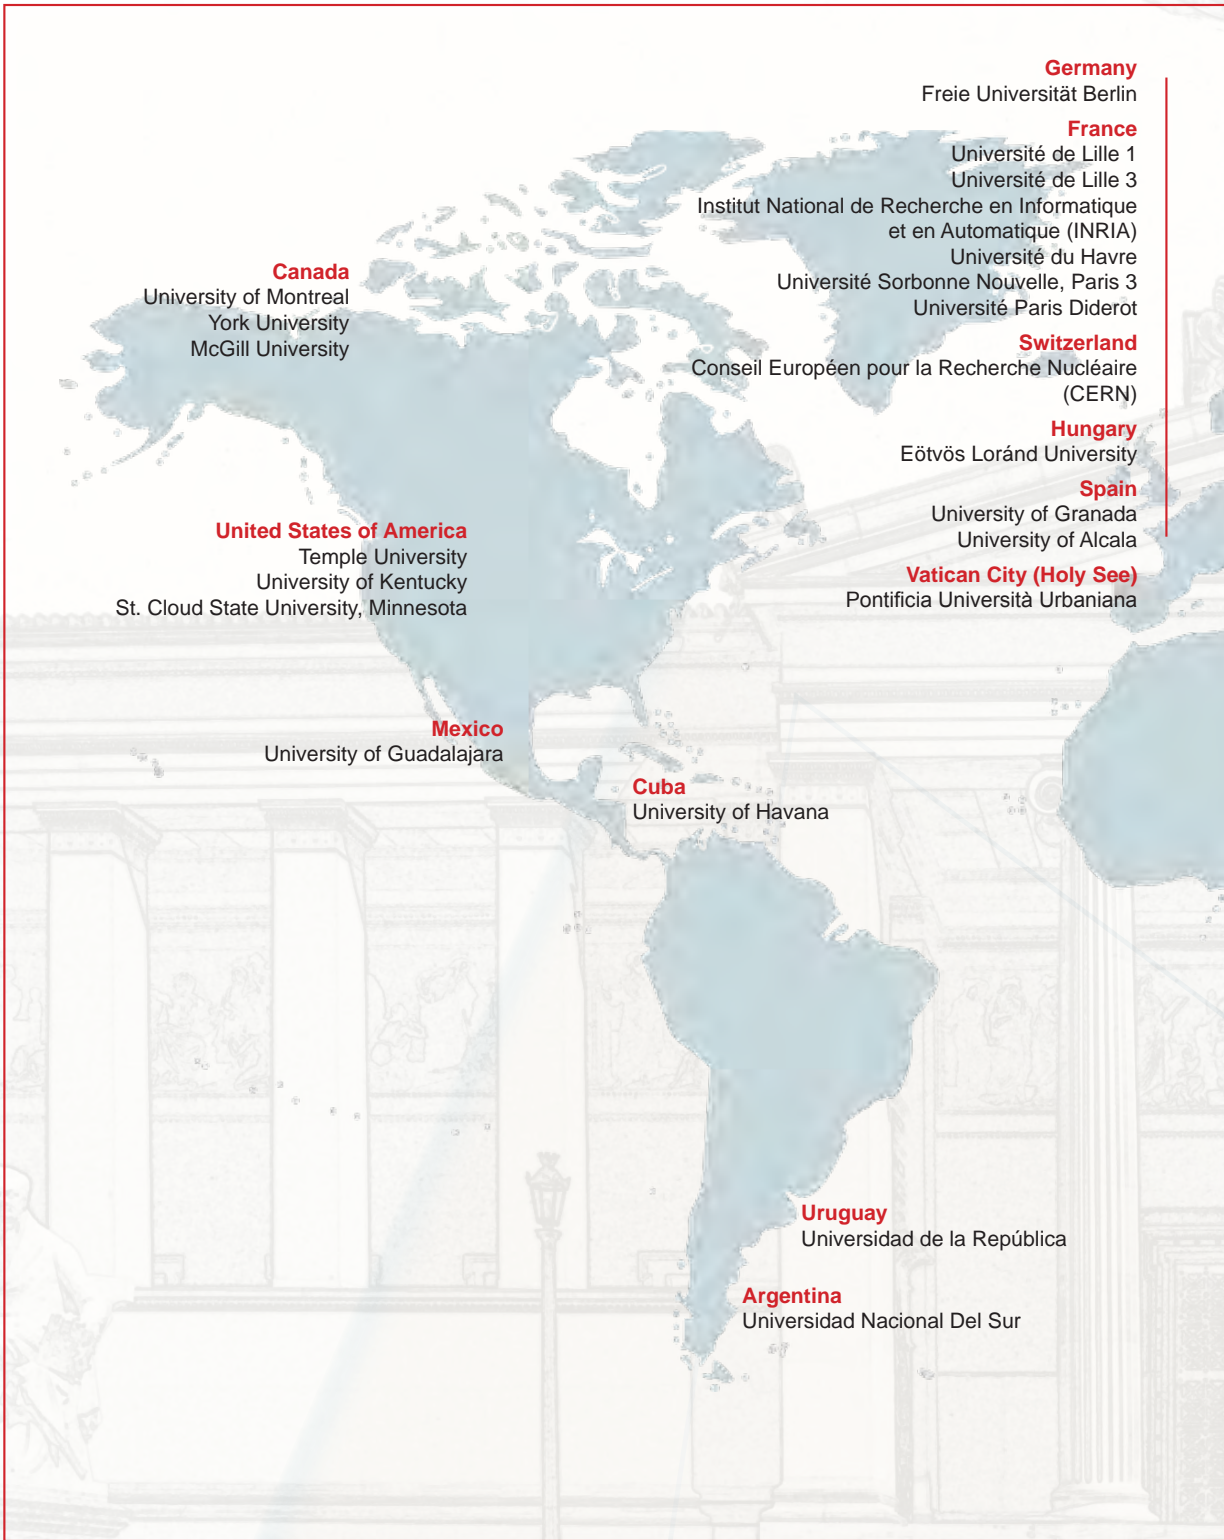 Germany
Freie Universität Berlin
France
Université de Lille 1
Université de Lille 3
Institut National de Recherche en Informatique
et en Automatique (INRIA)
Université du Havre
Université Sorbonne Nouvelle, Paris 3
Université Paris Diderot
Switzerland
Conseil Européen pour la Recherche Nucléaire
(CERN)
Hungary
Eötvös Loránd University
Spain
University of Granada
University of Alcala
Vatican City (Holy See)
Pontificia Università Urbaniana
Canada
University of Montreal
York University
McGill University
United States of America
Temple University
University of Kentucky
St. Cloud State University, Minnesota
Mexico
University of Guadalajara
Cuba
University of Havana
Uruguay
Universidad de la República
Argentina
Universidad Nacional Del Sur